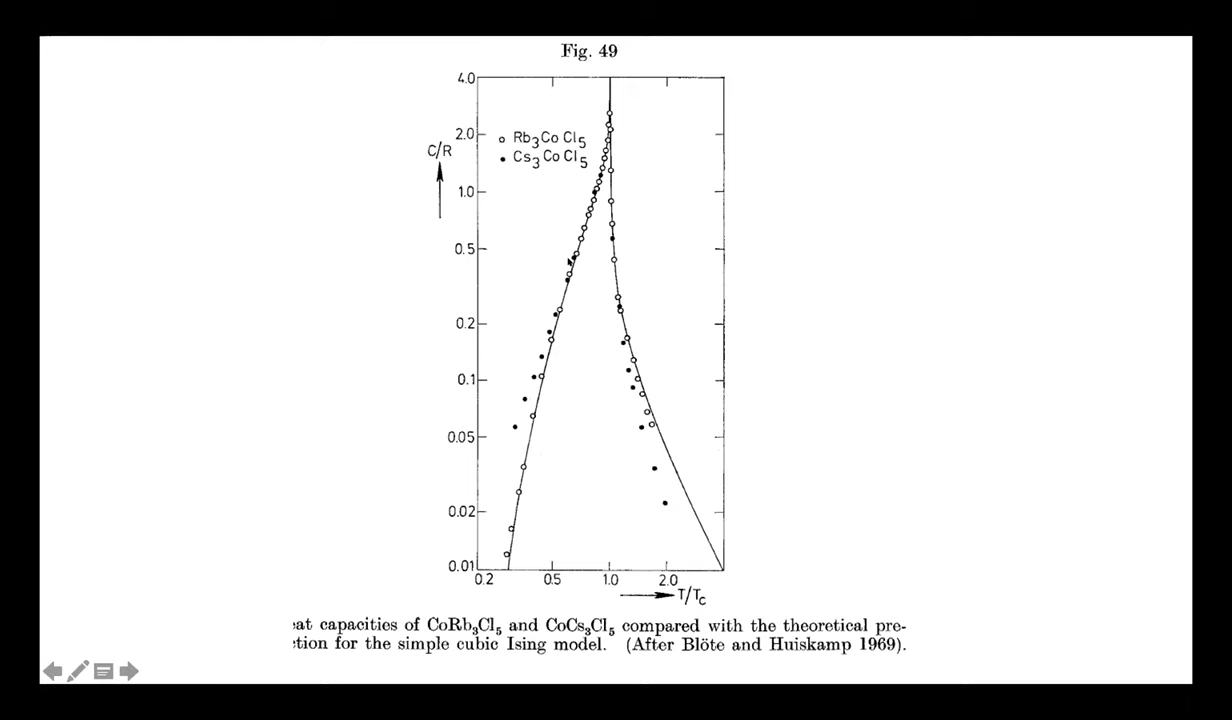 Fig. 49
4.0
2.0
C/R
1.0
0.5
0.2
0.1
0.05
0.02
0.01
Rb3CoCl5
Cs3CoCl5
0.2 0.5 1.0 2.0
T/Tc
capacities of CoRb3Cl5 and CoCs3Cl5 compared with the theoretical pre-
for the simple cubic Ising model. (After Blöte and Huiskamp 1969).